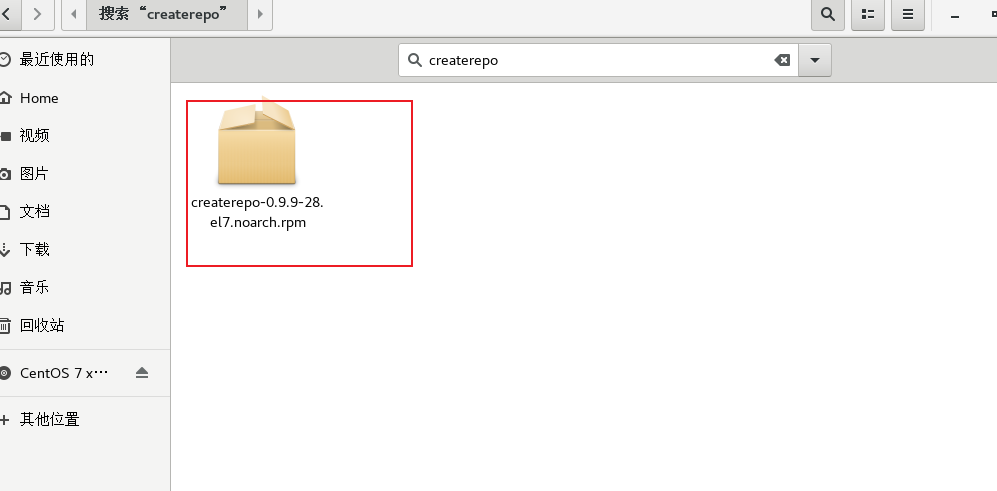 搜索 “createrepo”
createrepo
最近使用的
Home
视频
图片
文档
下载
音乐
回收站
CentOS 7 x…
其他位置
createrepo-0.9.9-28.
el7.noarch.rpm